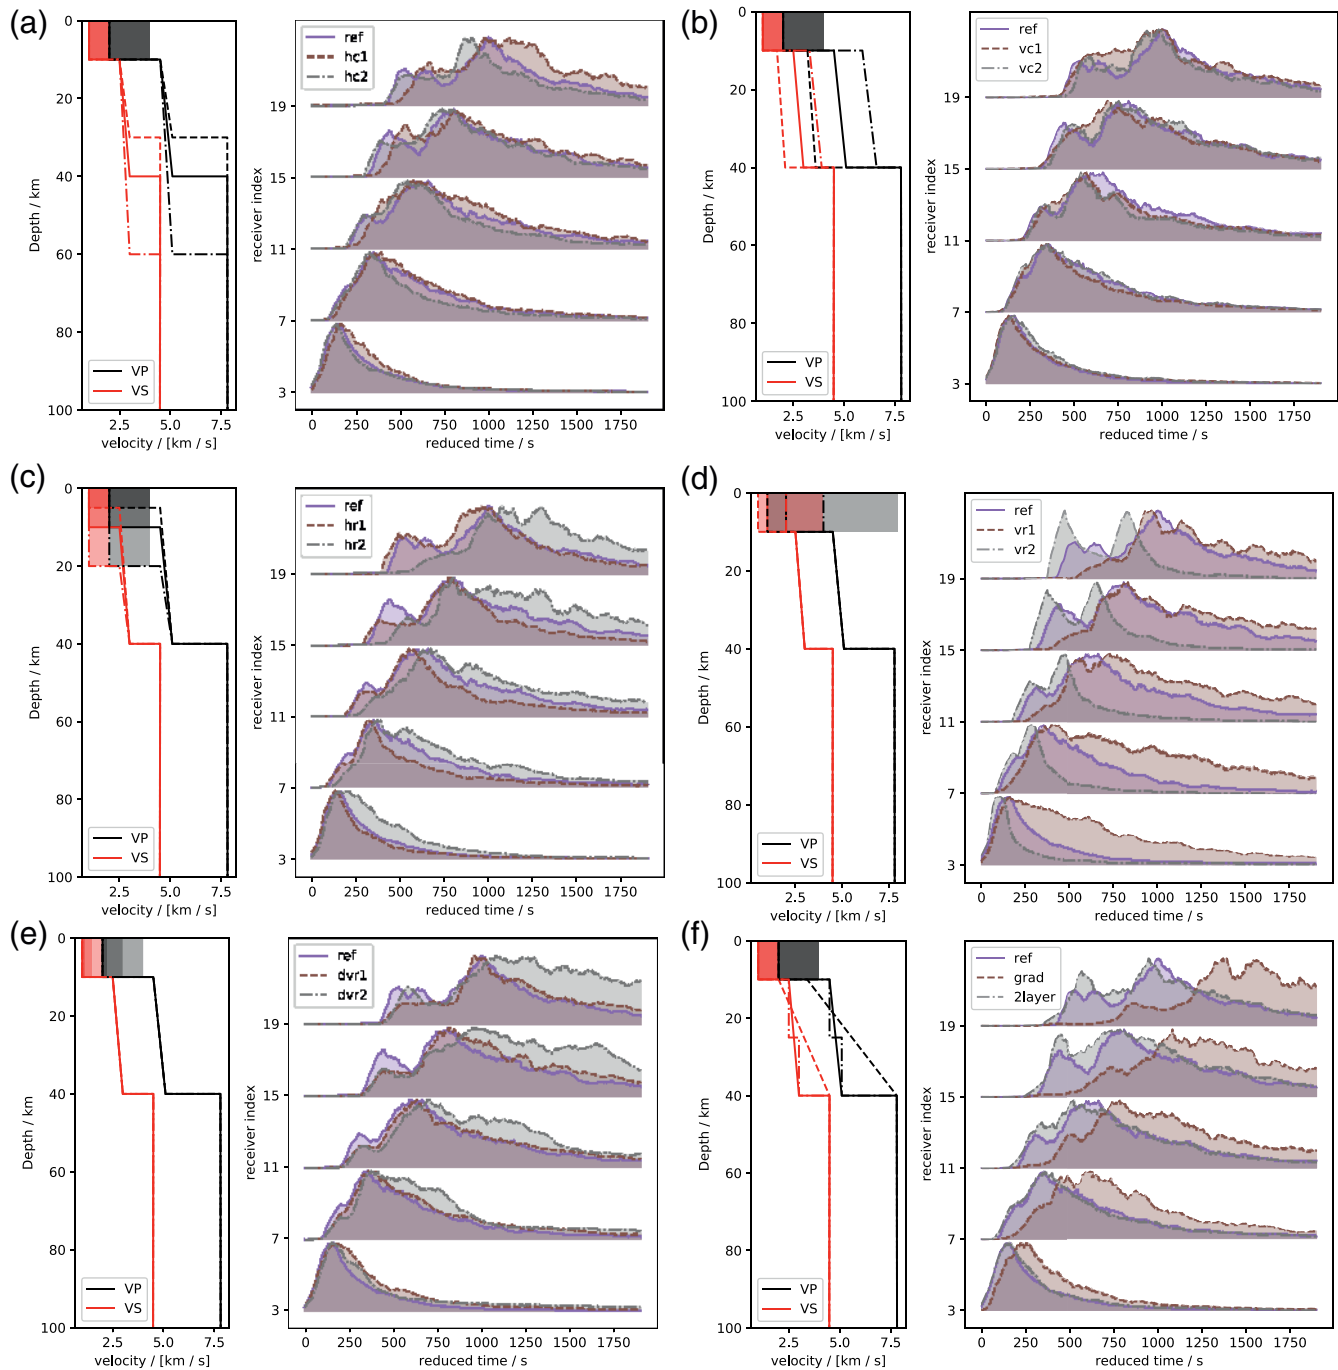 (a)
0
20
40
60
80
100
Depth / km
VP
VS
2.5 5.0 7.5
velocity / [km / s]
ref
hc1
hc2
19
15
11
7
3
receiver index
0 250 500 750 1000 1250 1500 1750
reduced time / s
(b)
0
20
40
60
80
100
Depth / km
VP
VS
2.5 5.0 7.5
velocity / [km / s]
ref
vc1
vc2
19
15
11
7
3
receiver index
0 250 500 750 1000 1250 1500 1750
reduced time / s
(c)
0
20
40
60
80
100
Depth / km
VP
VS
2.5 5.0 7.5
velocity / [km / s]
ref
hr1
hr2
19
15
11
7
3
receiver index
0 250 500 750 1000 1250 1500 1750
reduced time / s
(d)
0
20
40
60
80
100
Depth / km
VP
VS
2.5 5.0 7.5
velocity / [km / s]
ref
vr1
vr2
19
15
11
7
3
receiver index
0 250 500 750 1000 1250 1500 1750
reduced time / s
(e)
0
20
40
60
80
100
Depth / km
VP
VS
2.5 5.0 7.5
velocity / [km / s]
ref
dvr1
dvr2
19
15
11
7
3
receiver index
0 250 500 750 1000 1250 1500 1750
reduced time / s
(f)
0
20
40
60
80
100
Depth / km
VP
VS
2.5 5.0 7.5
velocity / [km / s]
ref
grad
2layer
19
15
11
7
3
receiver index
0 250 500 750 1000 1250 1500 1750
reduced time / s